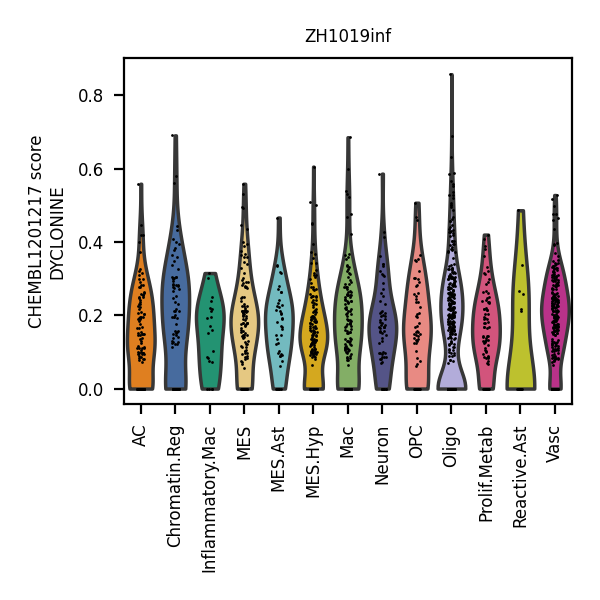 ZH1019inf
CHEMBL1201217 score
DYCLONINE
0.8
0.6
0.4
0.2
0.0
AC
Chromatin.Reg
Inflammatory.Mac
MES
MES.Ast
MES.Hyp
Mac
Neuron
OPC
Oligo
Prolif.Metab
Reactive.Ast
Vasc